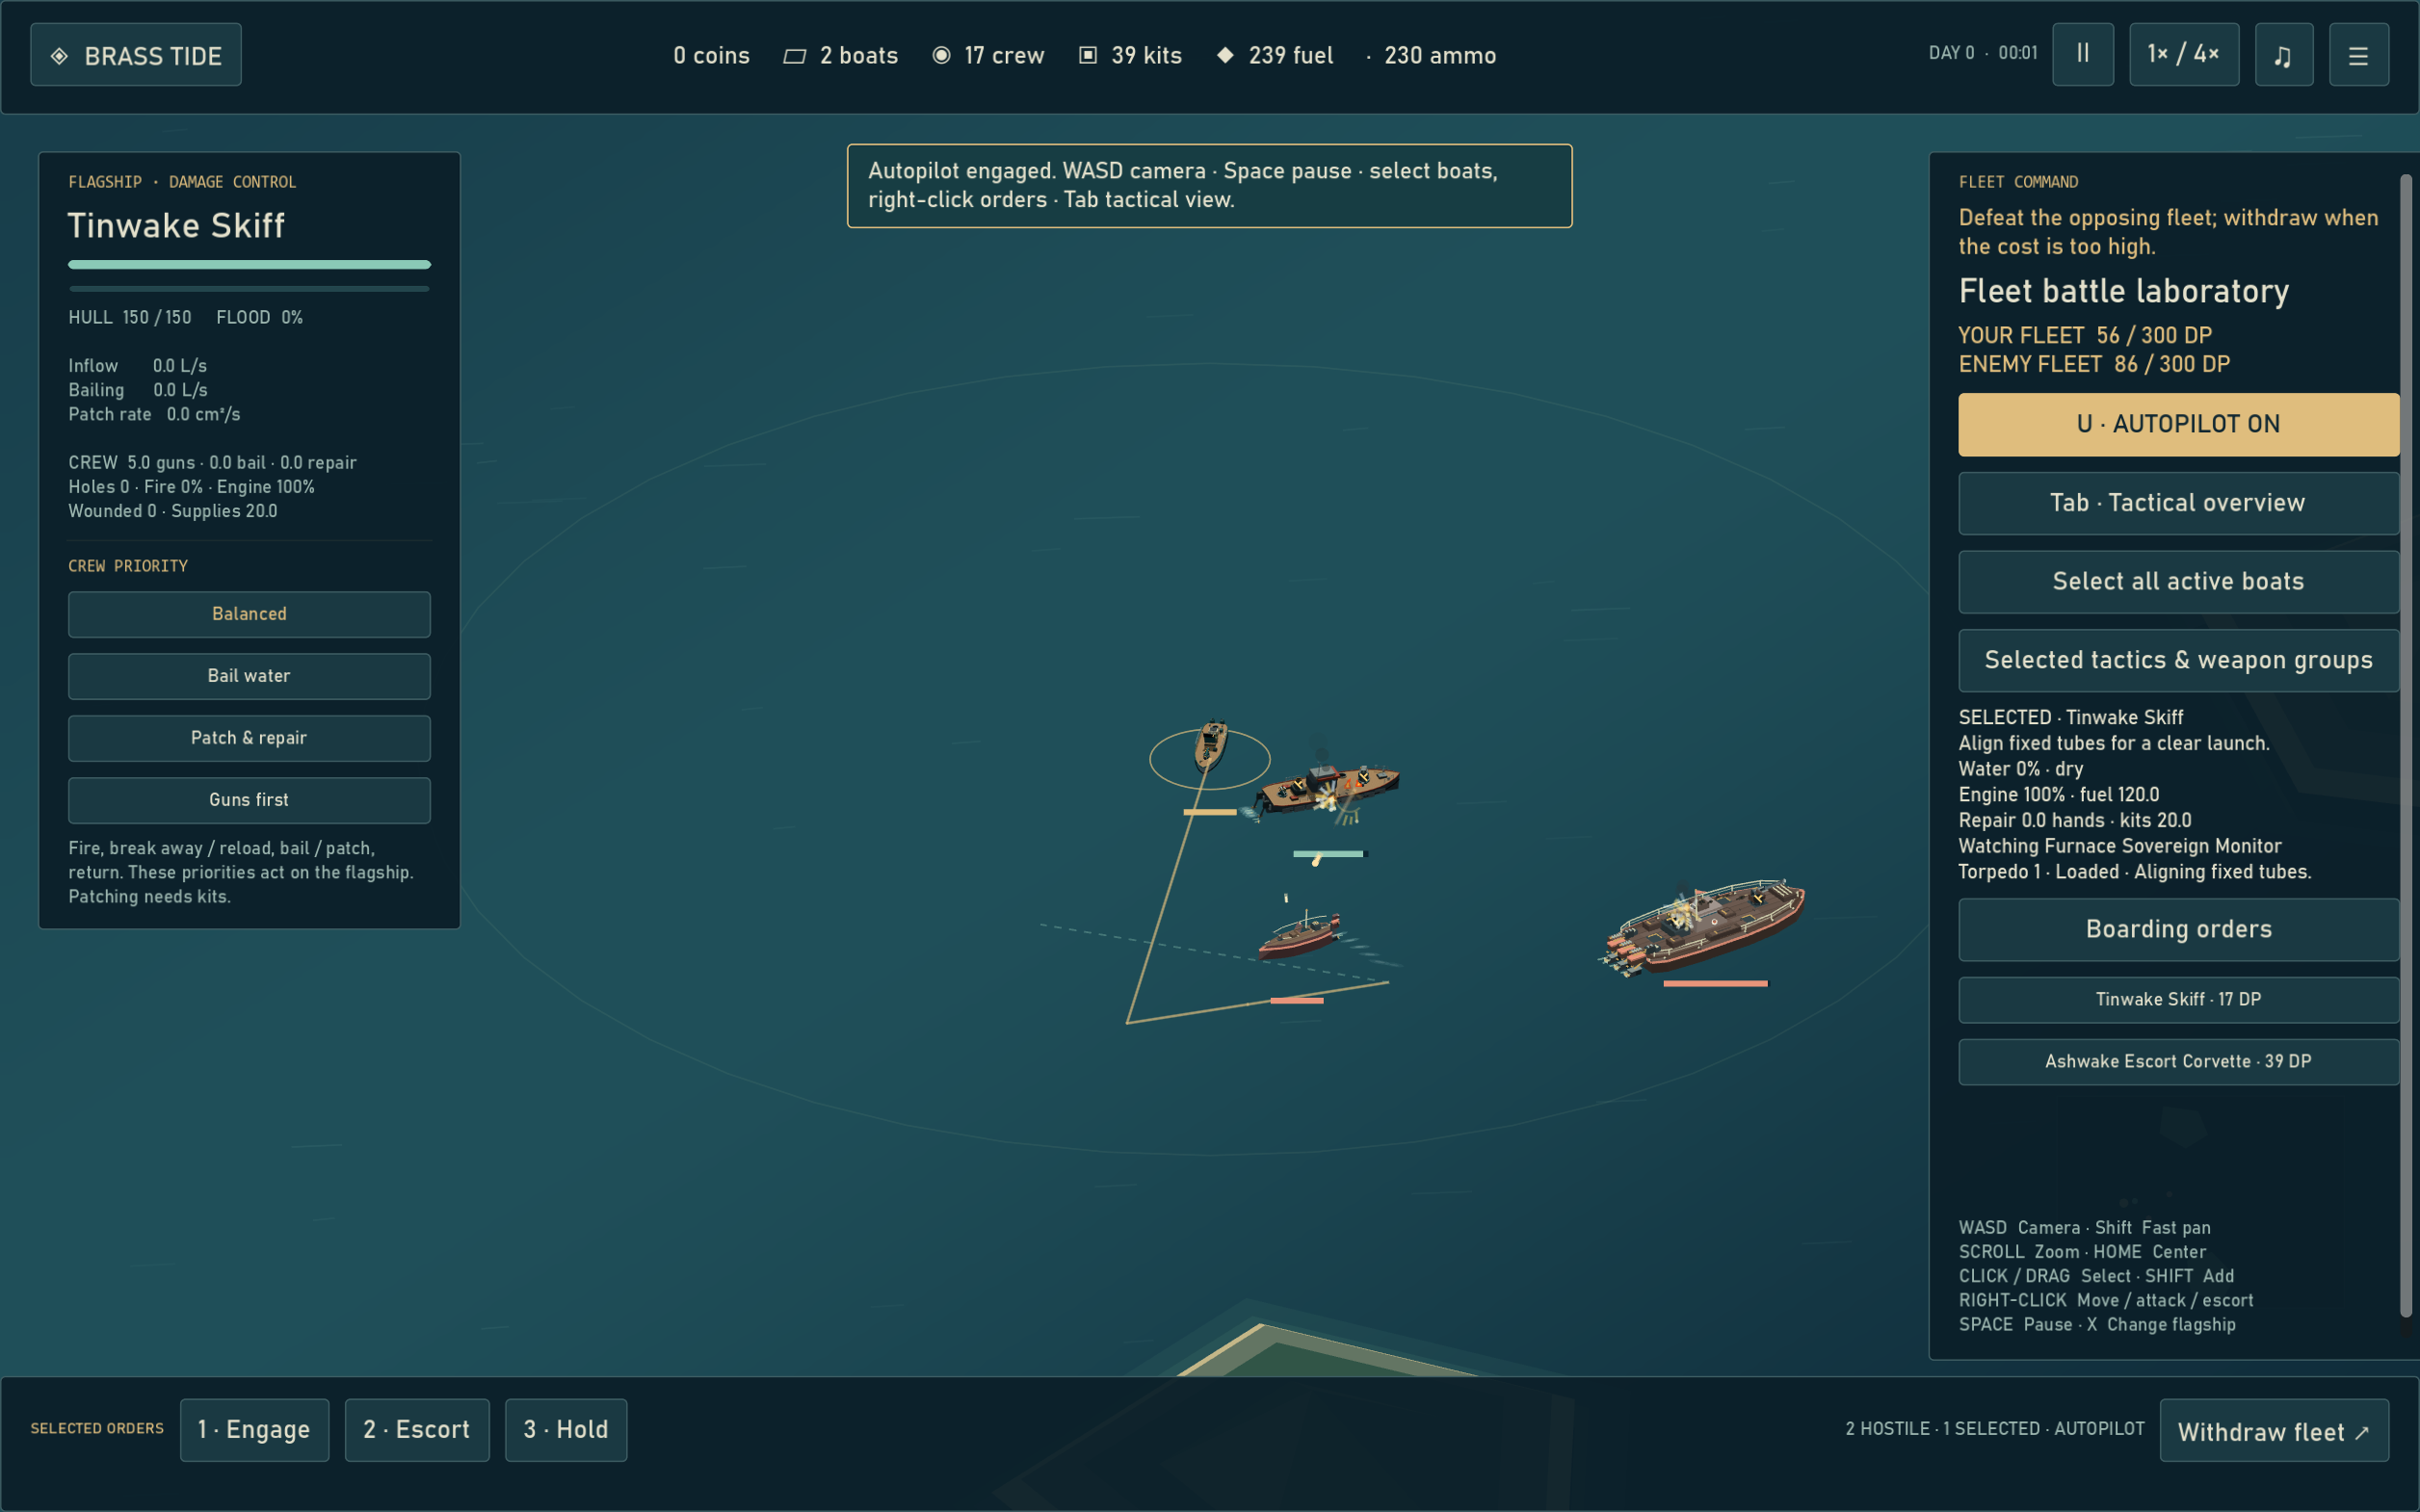 BRASS TIDE
0 coins 2 boats 17 crew 39 kits 239 fuel · 230 ammo
DAY 0 · 00:01
1× / 4×
FLAGSHIP · DAMAGE CONTROL
Tinwake Skiff
HULL 150 / 150 FLOOD 0%
Inflow 0.0 L/s
Bailing 0.0 L/s
Patch rate 0.0 cm²/s
CREW 5.0 guns · 0.0 bail · 0.0 repair
Holes 0 · Fire 0% · Engine 100%
Wounded 0 · Supplies 20.0
CREW PRIORITY
Balanced
Bail water
Patch & repair
Guns first
Fire, break away / reload, bail / patch,
return. These priorities act on the flagship.
Patching needs kits.
Autopilot engaged. WASD camera · Space pause · select boats,
right-click orders · Tab tactical view.
FLEET COMMAND
Defeat the opposing fleet; withdraw when
the cost is too high.
Fleet battle laboratory
YOUR FLEET 56 / 300 DP
ENEMY FLEET 86 / 300 DP
U · AUTOPILOT ON
Tab · Tactical overview
Select all active boats
Selected tactics & weapon groups
SELECTED · Tinwake Skiff
Align fixed tubes for a clear launch.
Water 0% · dry
Engine 100% · fuel 120.0
Repair 0.0 hands · kits 20.0
Watching Furnace Sovereign Monitor
Torpedo 1 · Loaded · Aligning fixed tubes.
Boarding orders
Tinwake Skiff · 17 DP
Ashwake Escort Corvette · 39 DP
WASD Camera · Shift Fast pan
SCROLL Zoom · HOME Center
CLICK / DRAG Select · SHIFT Add
RIGHT-CLICK Move / attack / escort
SPACE Pause · X Change flagship
SELECTED ORDERS
1 · Engage
2 · Escort
3 · Hold
2 HOSTILE · 1 SELECTED · AUTOPILOT
Withdraw fleet ↗